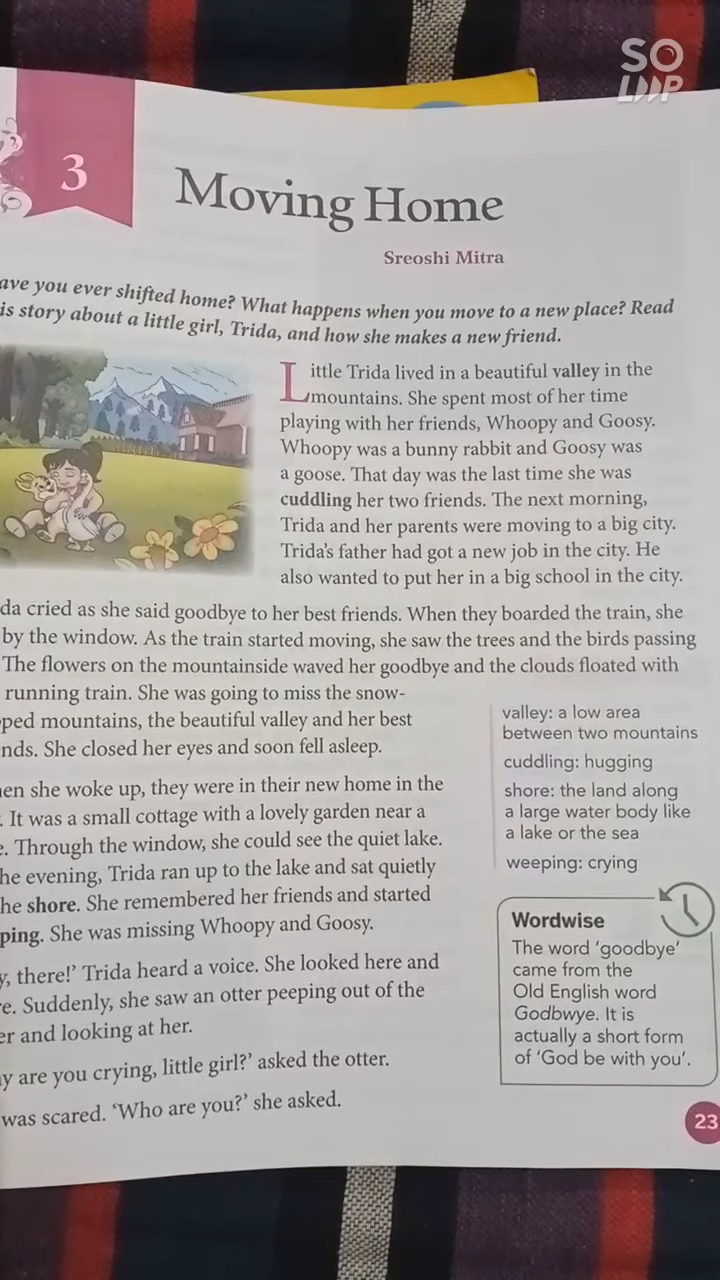 SO
LOOP
3
Moving Home
Sreoshi Mitra
ave you ever shifted home? What happens when you move to a new place? Read
is story about a little girl, Trida, and how she makes a new friend.
Little Trida lived in a beautiful valley in the
mountains. She spent most of her time
playing with her friends, Whoopy and Goosy.
Whoopy was a bunny rabbit and Goosy was
a goose. That day was the last time she was
cuddling her two friends. The next morning,
Trida and her parents were moving to a big city.
Trida's father had got a new job in the city. He
also wanted to put her in a big school in the city.
da cried as she said goodbye to her best friends. When they boarded the train, she
by the window. As the train started moving, she saw the trees and the birds passing
The flowers on the mountainside waved her goodbye and the clouds floated with
running train. She was going to miss the snow-
ped mountains, the beautiful valley and her best
nds. She closed her eyes and soon fell asleep.
en she woke up, they were in their new home in the
. It was a small cottage with a lovely garden near a
e. Through the window, she could see the quiet lake.
he evening, Trida ran up to the lake and sat quietly
he shore. She remembered her friends and started
ping. She was missing Whoopy and Goosy.
y, there!' Trida heard a voice. She looked here and
e. Suddenly, she saw an otter peeping out of the
er and looking at her.
y are you crying, little girl?' asked the otter.
was scared. 'Who are you?' she asked.
valley: a low area
between two mountains
cuddling: hugging
shore: the land along
a large water body like
a lake or the sea
weeping: crying
Wordwise
The word 'goodbye'
came from the
Old English word
Godbwye. It is
actually a short form
of 'God be with you'.
23